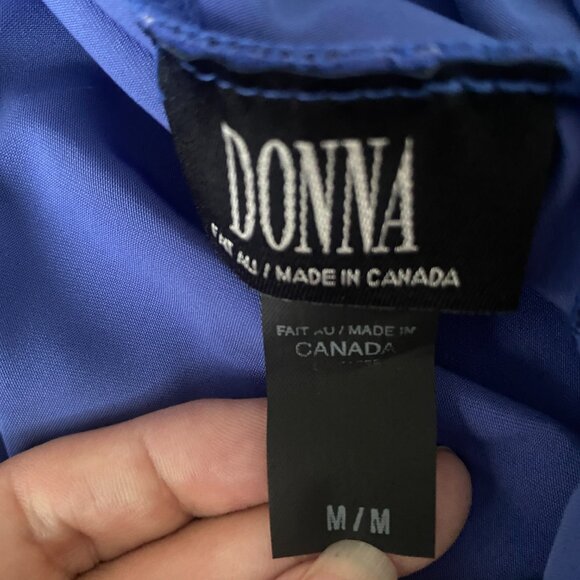 DONNA
FAIT AU / MADE IN CANADA
FAIT AU / MADE IN
CANADA
M / M